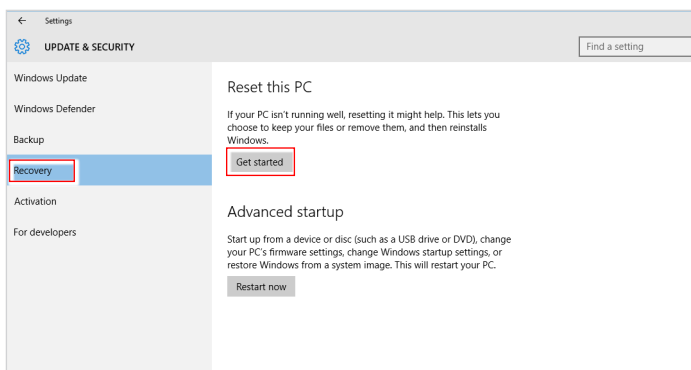 Settings
UPDATE & SECURITY
Find a setting
Windows Update
Windows Defender
Backup
Recovery
Activation
For developers
Reset this PC
If your PC isn't running well, resetting it might help. This lets you
choose to keep your files or remove them, and then reinstalls
Windows.
Get started
Advanced startup
Start up from a device or disc (such as a USB drive or DVD), change
your PC's firmware settings, change Windows startup settings, or
restore Windows from a system image. This will restart your PC.
Restart now